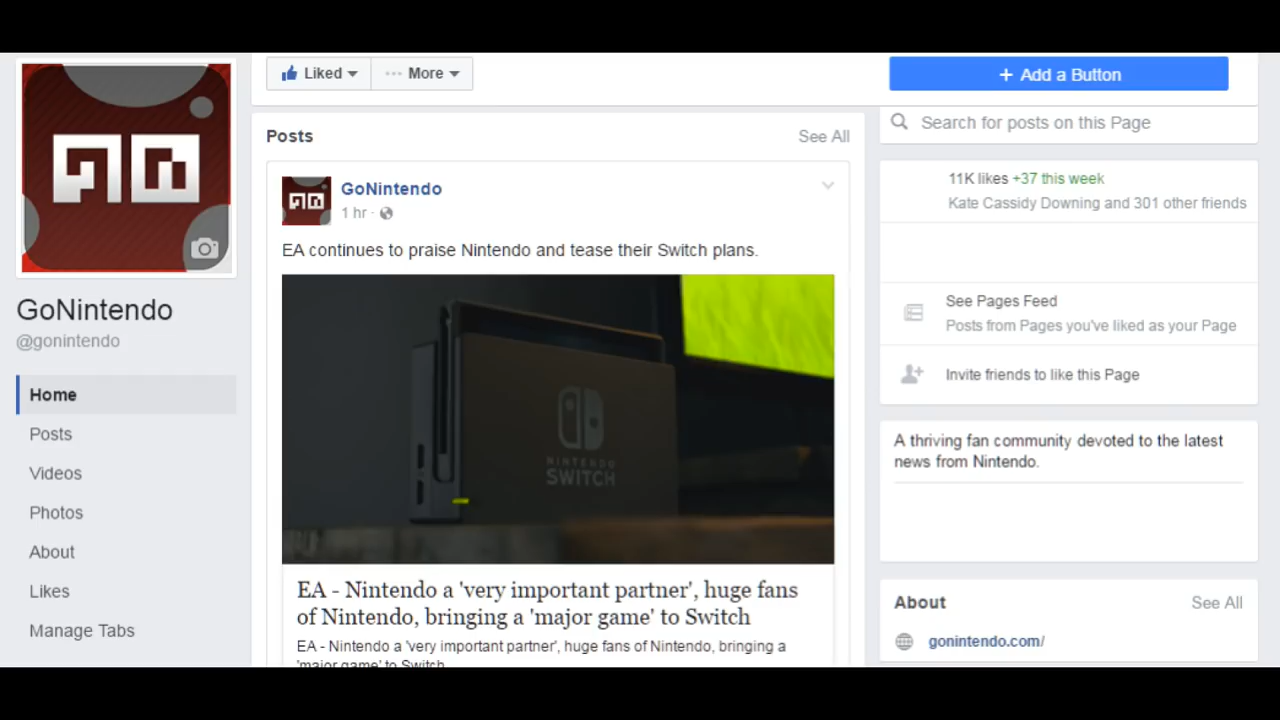 Liked
More
+ Add a Button
Posts
See All
Search for posts on this Page
GoNintendo
1 hr
EA continues to praise Nintendo and tease their Switch plans.
NINTENDO
SWITCH
EA - Nintendo a 'very important partner', huge fans
of Nintendo, bringing a 'major game' to Switch
EA - Nintendo a 'very important partner', huge fans of Nintendo, bringing a
'major game' to Switch
GoNintendo
@gonintendo
Home
Posts
Videos
Photos
About
Likes
Manage Tabs
11K likes +37 this week
Kate Cassidy Downing and 301 other friends
See Pages Feed
Posts from Pages you've liked as your Page
Invite friends to like this Page
A thriving fan community devoted to the latest
news from Nintendo.
About
See All
gonintendo.com/